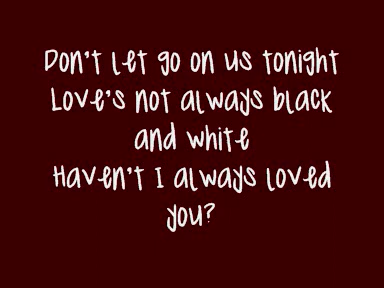 Don't let go on us tonight
Love's not always black
and white
Haven't I always loved
you?